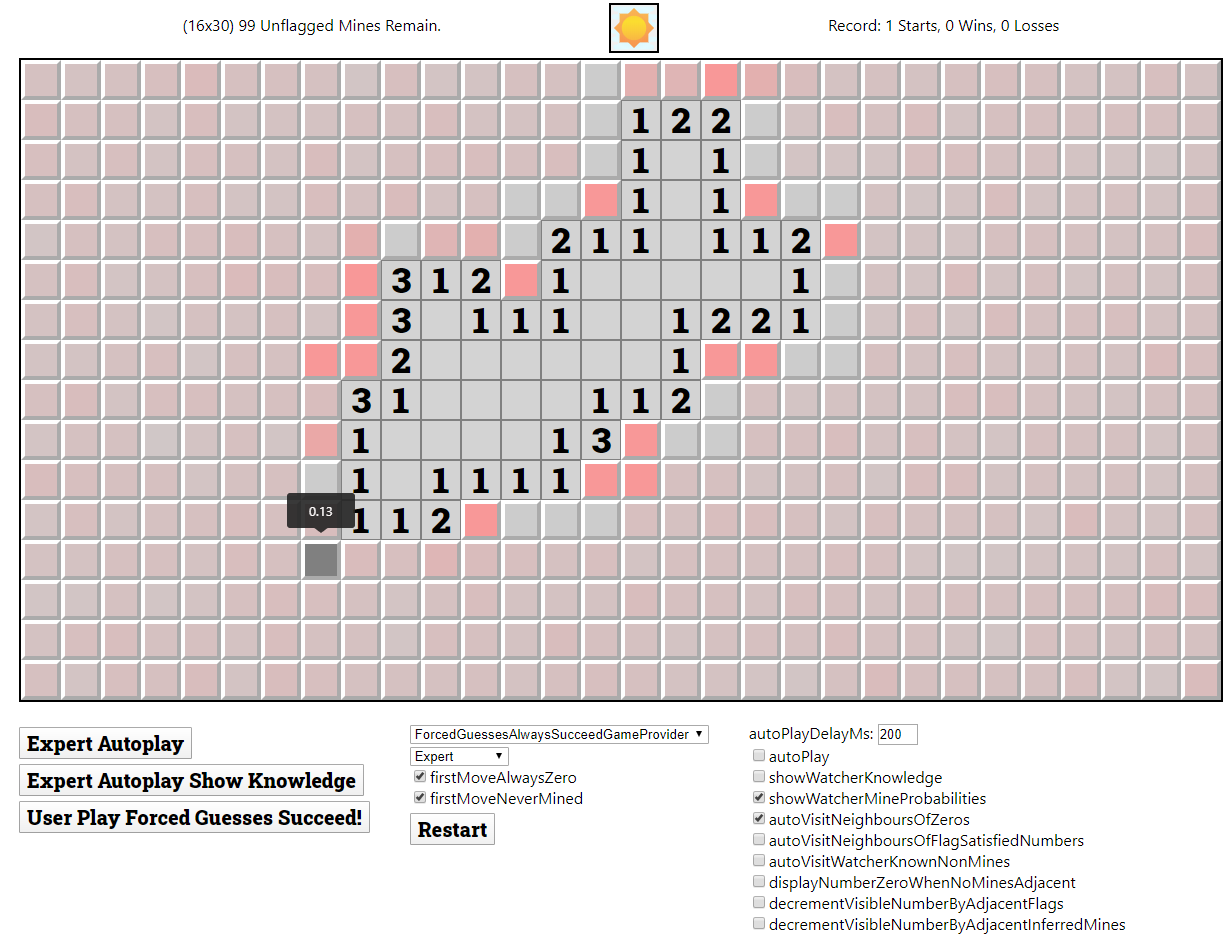 (16x30) 99 Unflagged Mines Remain.
Record: 1 Starts, 0 Wins, 0 Losses
1 2 2
1 1
1 1
2 1 1 1 1 2
3 1 2 1 1
3 1 1 1 1 2 2 1
2 1
3 1 1 1 2
1 1 3
1 1 1 1 1
0.13
1 1 2
Expert Autoplay
Expert Autoplay Show Knowledge
User Play Forced Guesses Succeed!
ForcedGuessesAlwaysSucceedGameProvider
Expert
firstMoveAlwaysZero
firstMoveNeverMined
Restart
autoPlayDelayMs: 200
autoPlay
showWatcherKnowledge
showWatcherMineProbabilities
autoVisitNeighboursOfZeros
autoVisitNeighboursOfFlagSatisfiedNumbers
autoVisitWatcherKnownNonMines
displayNumberZeroWhenNoMinesAdjacent
decrementVisibleNumberByAdjacentFlags
decrementVisibleNumberByAdjacentInferredMines